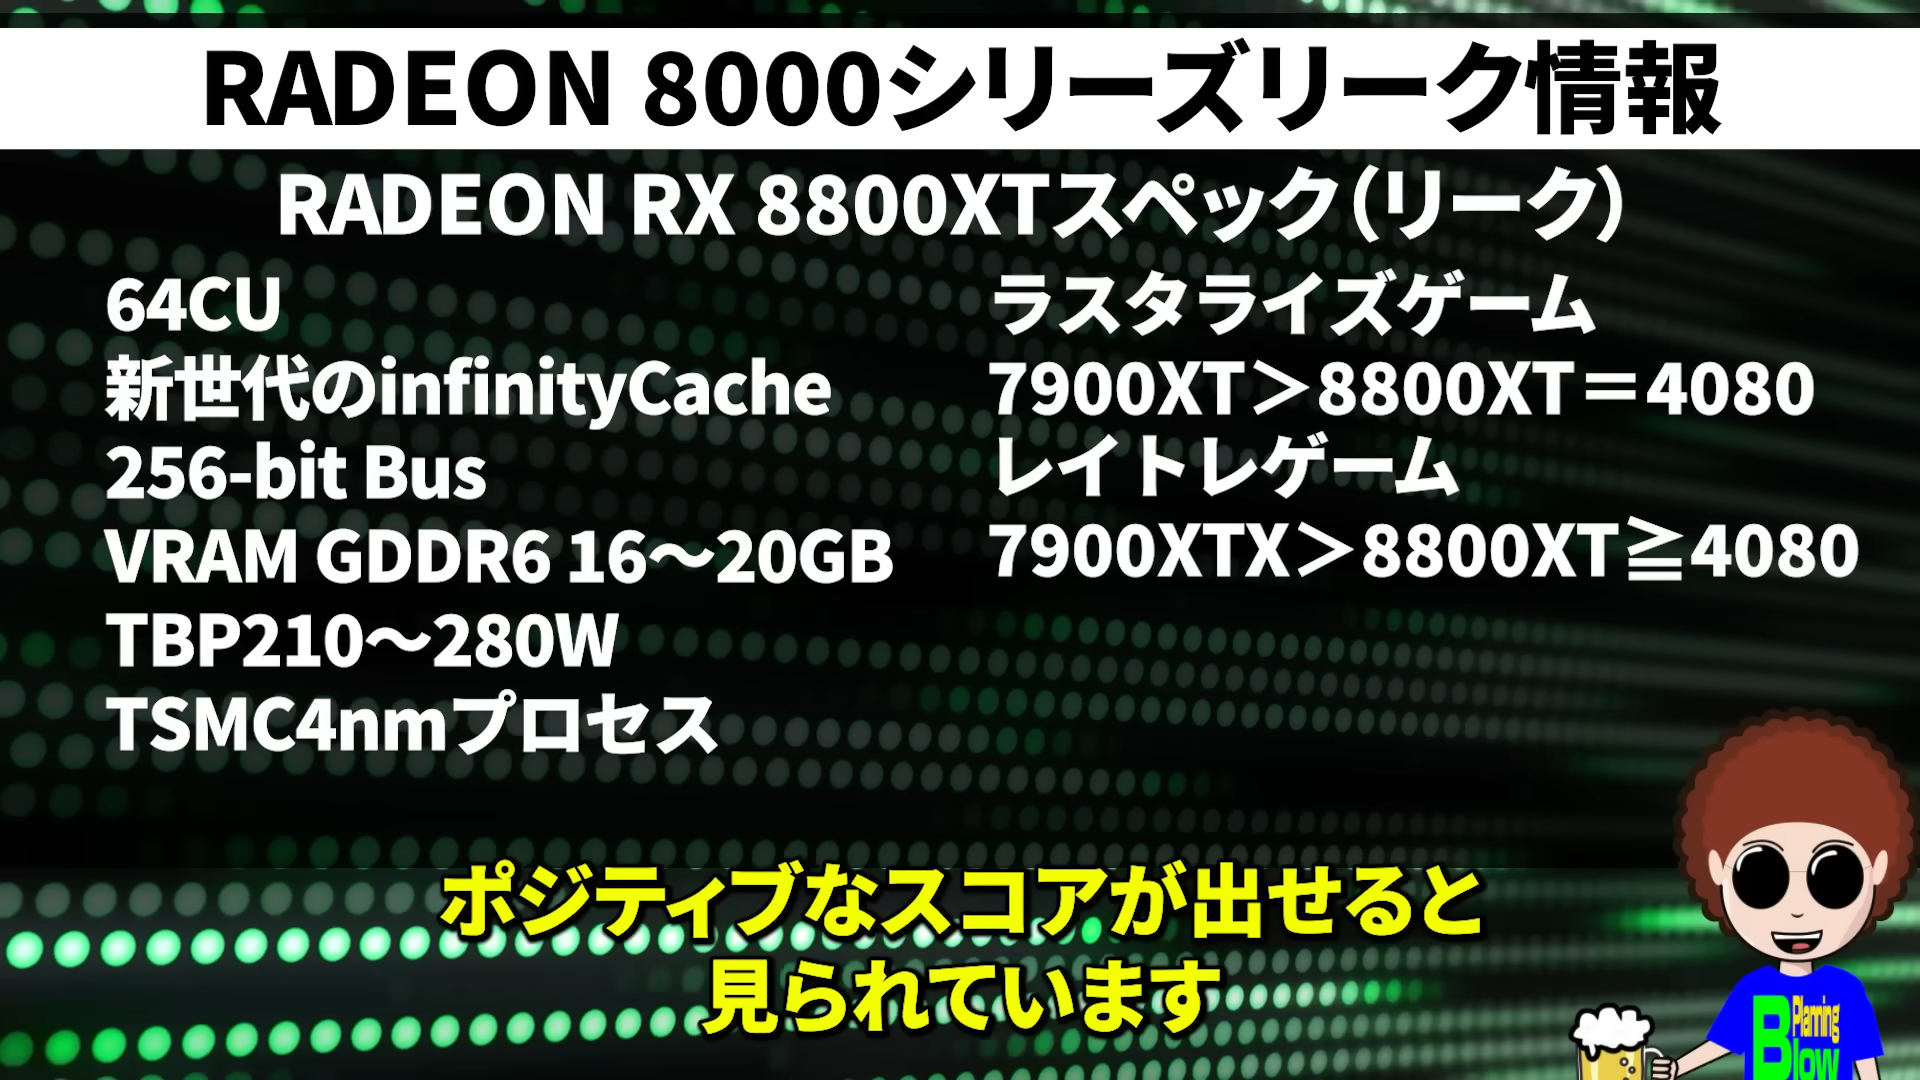 RADEON 8000シリーズリーク情報
RADEON RX 8800XTスペック(リーク)
64CU
新世代のinfinityCache
256-bit Bus
VRAM GDDR6 16〜20GB
TBP210〜280W
TSMC4nmプロセス
ラスタライズゲーム
7900XT＞8800XT＝4080
レイトレゲーム
7900XTX＞8800XT≧4080
ポジティブなスコアが出せると
見られています
B Planning
low